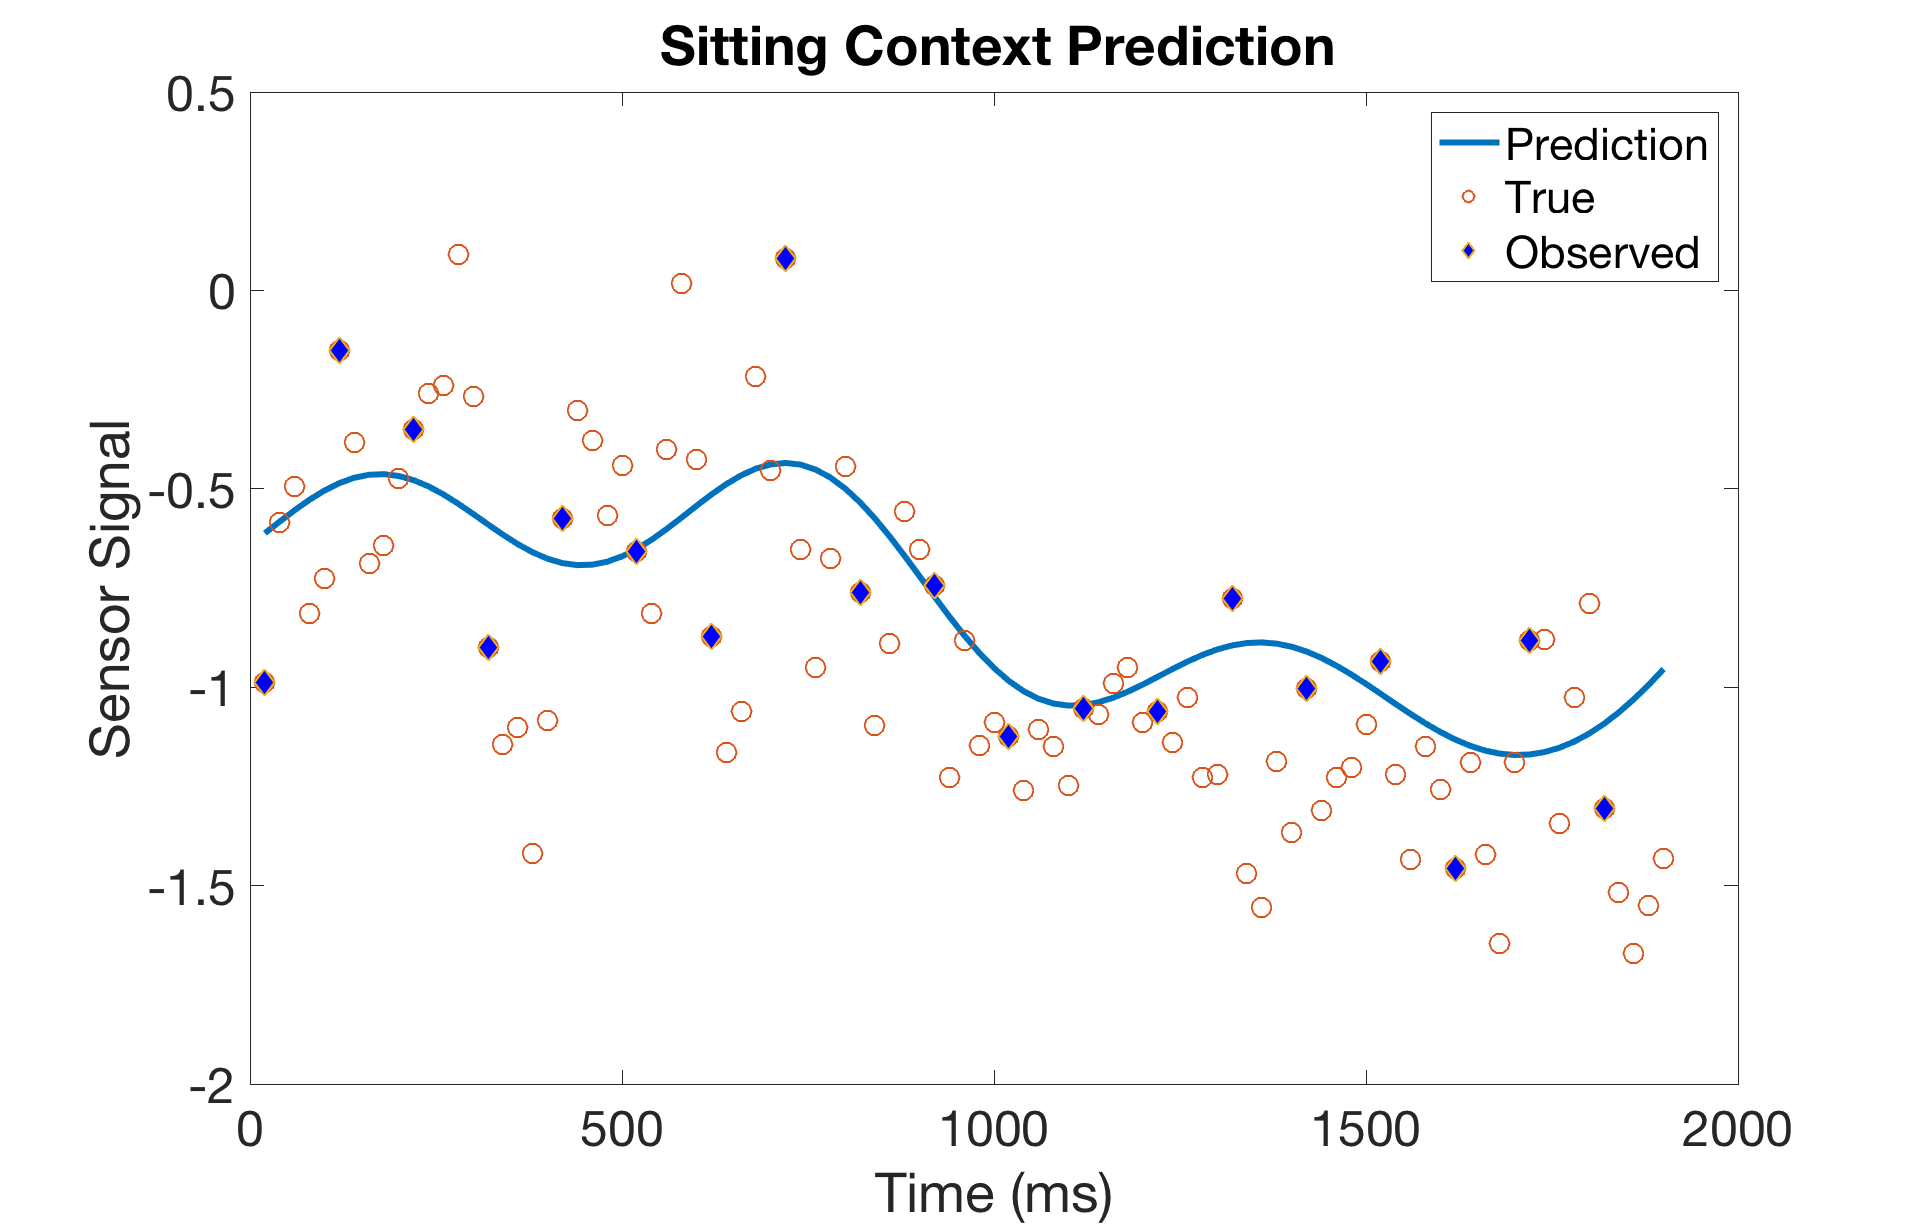 Sitting Context Prediction
0.5
0
-0.5
-1
-1.5
-2
Sensor Signal
Prediction
True
Observed
0 500 1000 1500 2000
Time (ms)